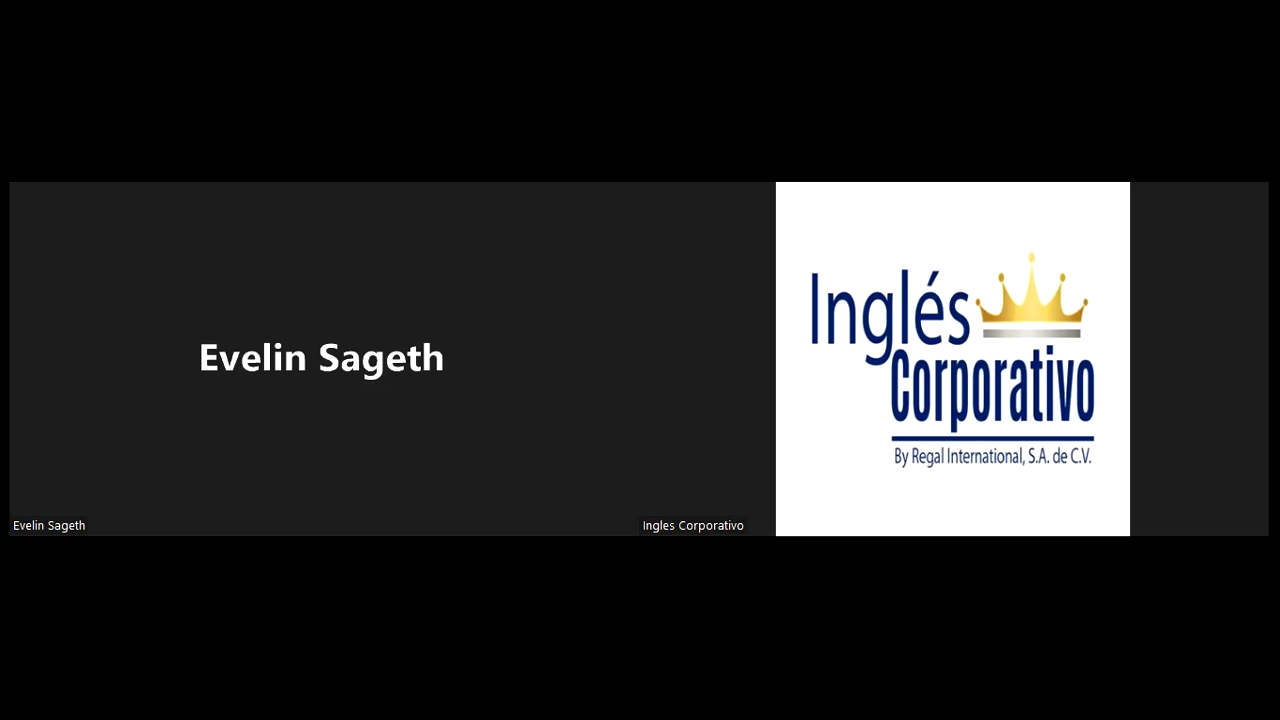 Evelin Sageth
Evelin Sageth
Ingles Corporativo
Inglés
Corporativo
By Regal International, S.A. de C.V.